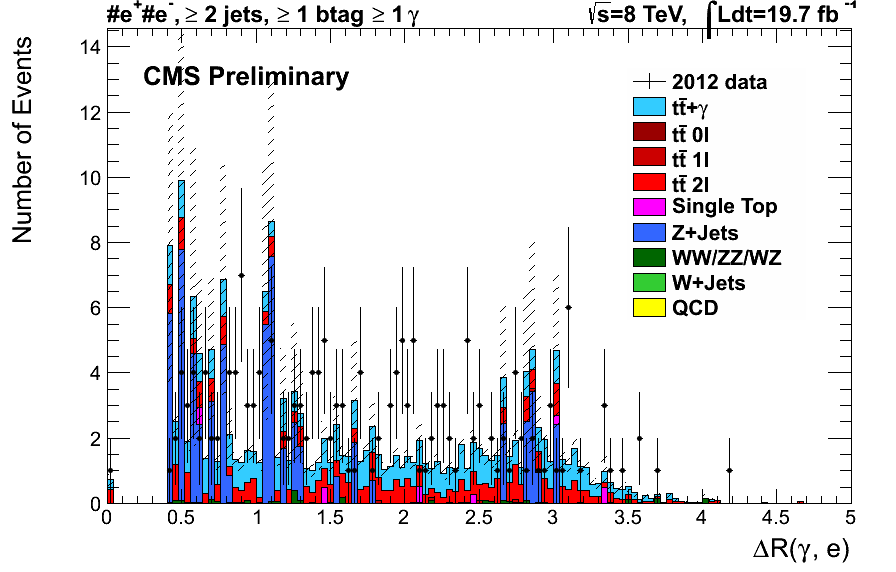 #e⁺#e⁻, ≥ 2 jets, ≥ 1 btag ≥ 1 γ
√s=8 TeV, ∫Ldt=19.7 fb⁻¹
CMS Preliminary
2012 data
tt̄+γ
tt̄ 0l
tt̄ 1l
tt̄ 2l
Single Top
Z+Jets
WW/ZZ/WZ
W+Jets
QCD
Number of Events
14
12
10
8
6
4
2
0
0 0.5 1 1.5 2 2.5 3 3.5 4 4.5 5
ΔR(γ, e)